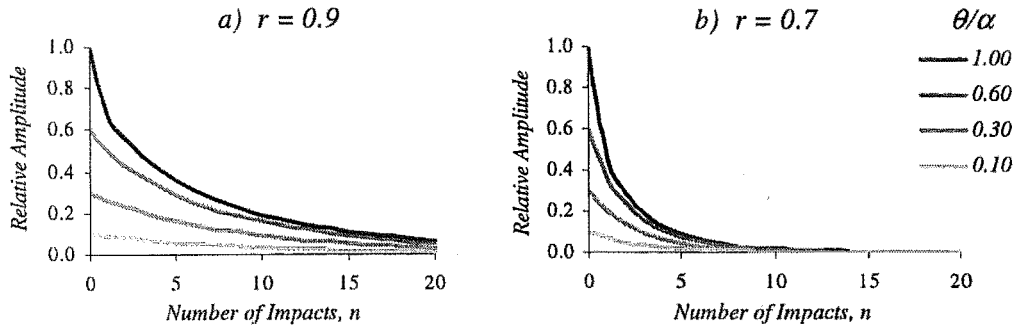 a) r = 0.9
Relative Amplitude
1.0
0.8
0.6
0.4
0.2
0.0
0 5 10 15 20
Number of Impacts, n
b) r = 0.7
Relative Amplitude
1.0
0.8
0.6
0.4
0.2
0.0
0 5 10 15 20
Number of Impacts, n
θ/α
1.00
0.60
0.30
0.10